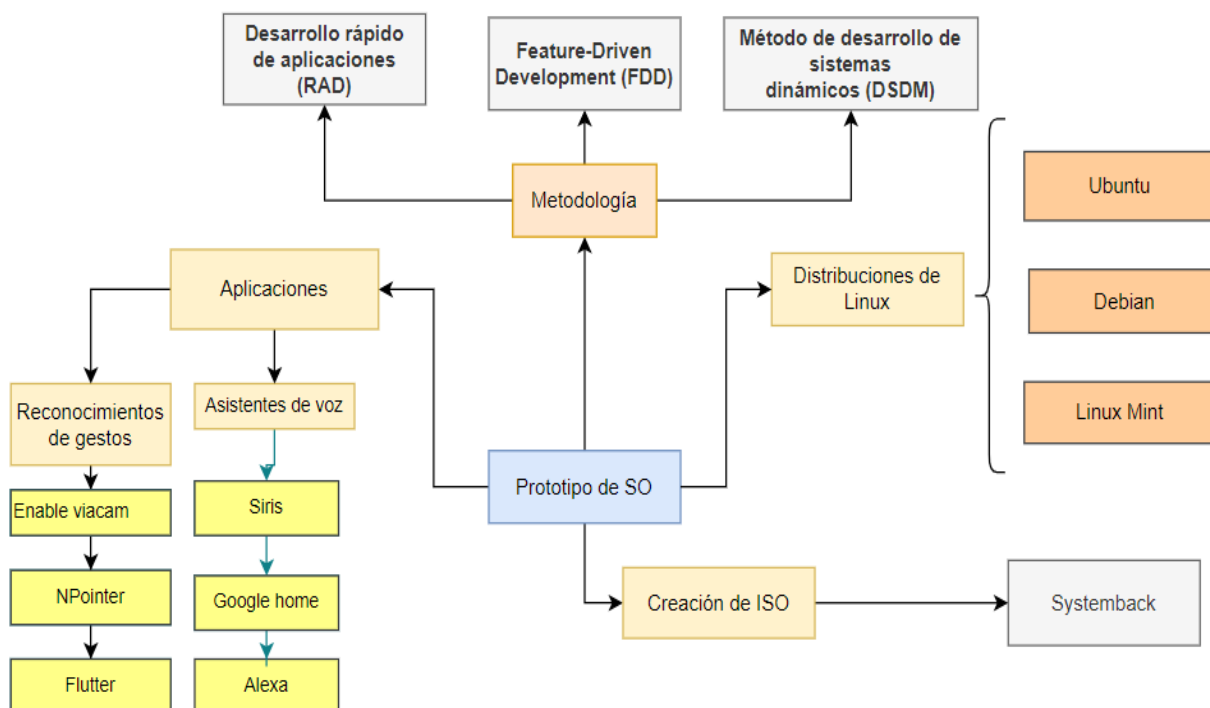 Desarrollo rápido
de aplicaciones
(RAD)
Feature-Driven
Development (FDD)
Método de desarrollo de
sistemas
dinámicos (DSDM)
Metodología
Ubuntu
Aplicaciones
Distribuciones de
Linux
Debian
Reconocimientos
de gestos
Asistentes de voz
Linux Mint
Prototipo de SO
Enable viacam
Siris
NPointer
Google home
Creación de ISO
Systemback
Flutter
Alexa